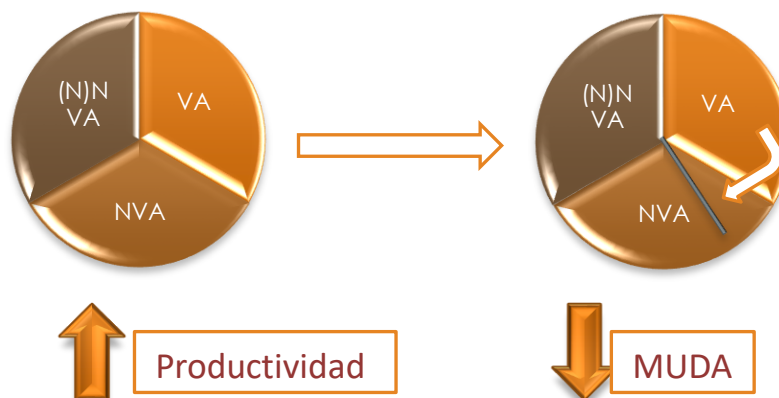 (N)N
VA
VA
NVA
(N)N
VA
VA
NVA
Productividad
MUDA